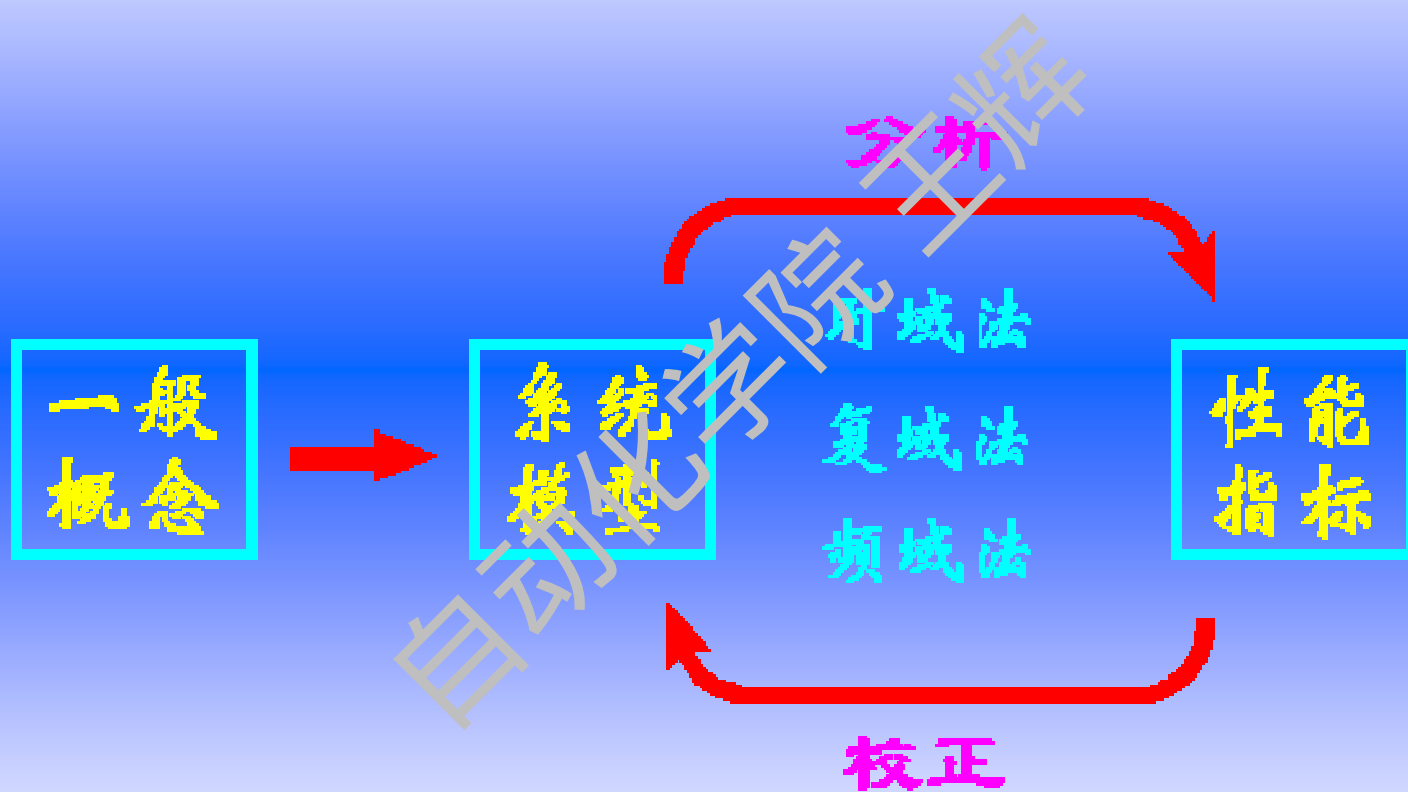 分析
一般
概念
系统
模型
时域法
复域法
频域法
性能
指标
校正
自动化学院 王辉